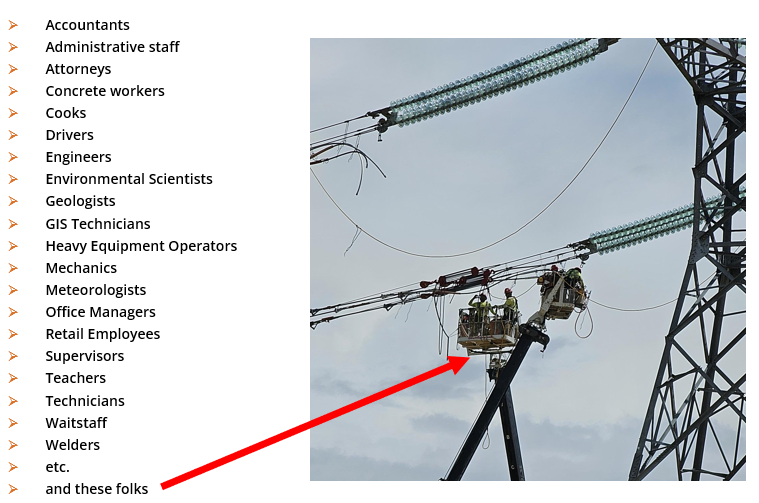 Accountants
Administrative staff
Attorneys
Concrete workers
Cooks
Drivers
Engineers
Environmental Scientists
Geologists
GIS Technicians
Heavy Equipment Operators
Mechanics
Meteorologists
Office Managers
Retail Employees
Supervisors
Teachers
Technicians
Waitstaff
Welders
etc.
and these folks